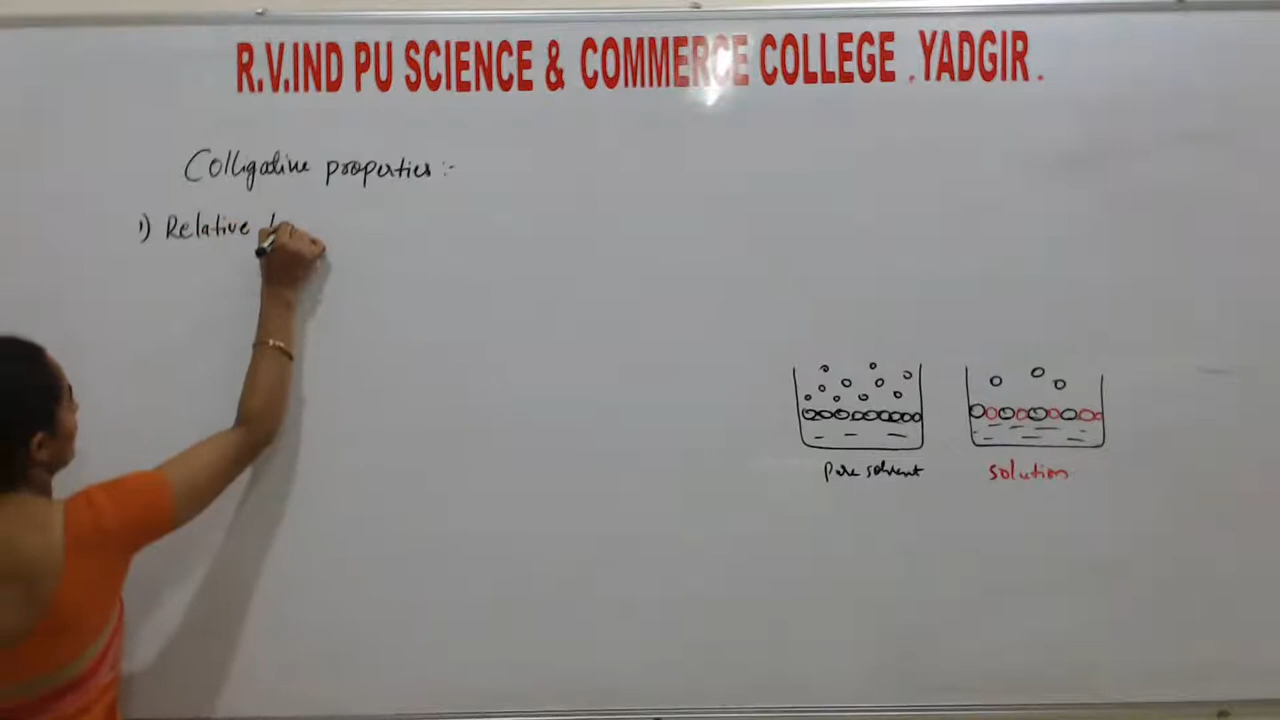 R.V.IND PU SCIENCE & COMMERCE COLLEGE . YADGIR .
Colligative properties :-
1) Relative
pure solvent
solution